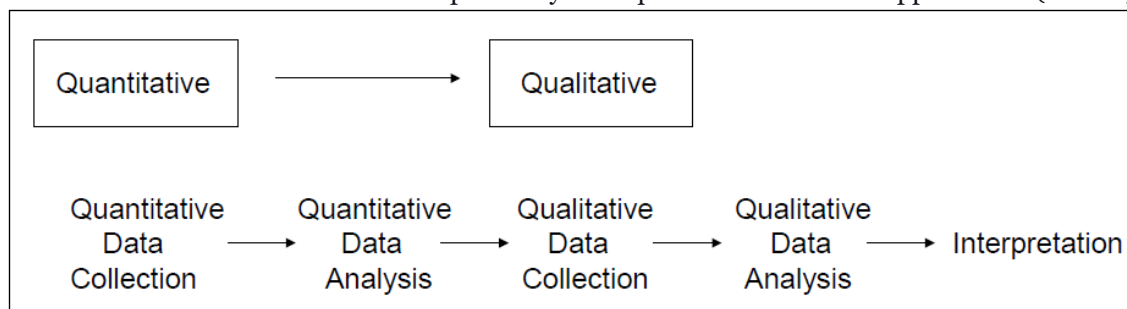 Quantitative Qualitative
Quantitative Quantitative Qualitative Qualitative
Data Data Data Data Interpretation
Collection Analysis Collection Analysis